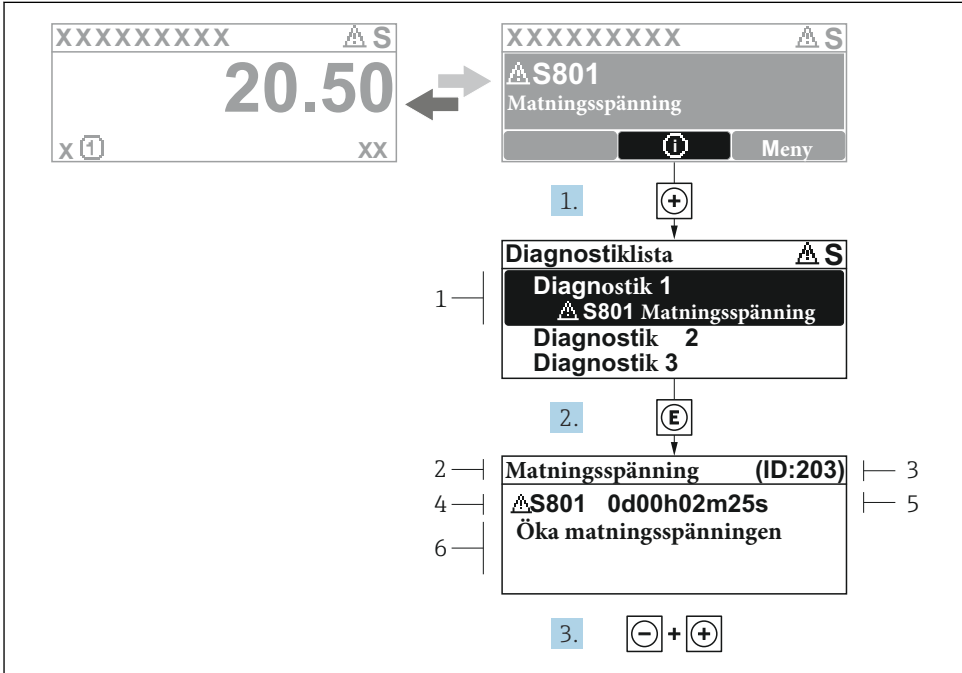 XXXXXXXXX ⚠ S
20.50
x ① XX
XXXXXXXXX ⚠ S
⚠ S801
Matningsspänning
ⓘ Meny
1. +
Diagnostiklista ⚠ S
1
Diagnostik 1
⚠ S801 Matningsspänning
Diagnostik 2
Diagnostik 3
2. E
2 Matningsspänning (ID:203) 3
4 ⚠S801 0d00h02m25s 5
6 Öka matningsspänningen
3. - + +